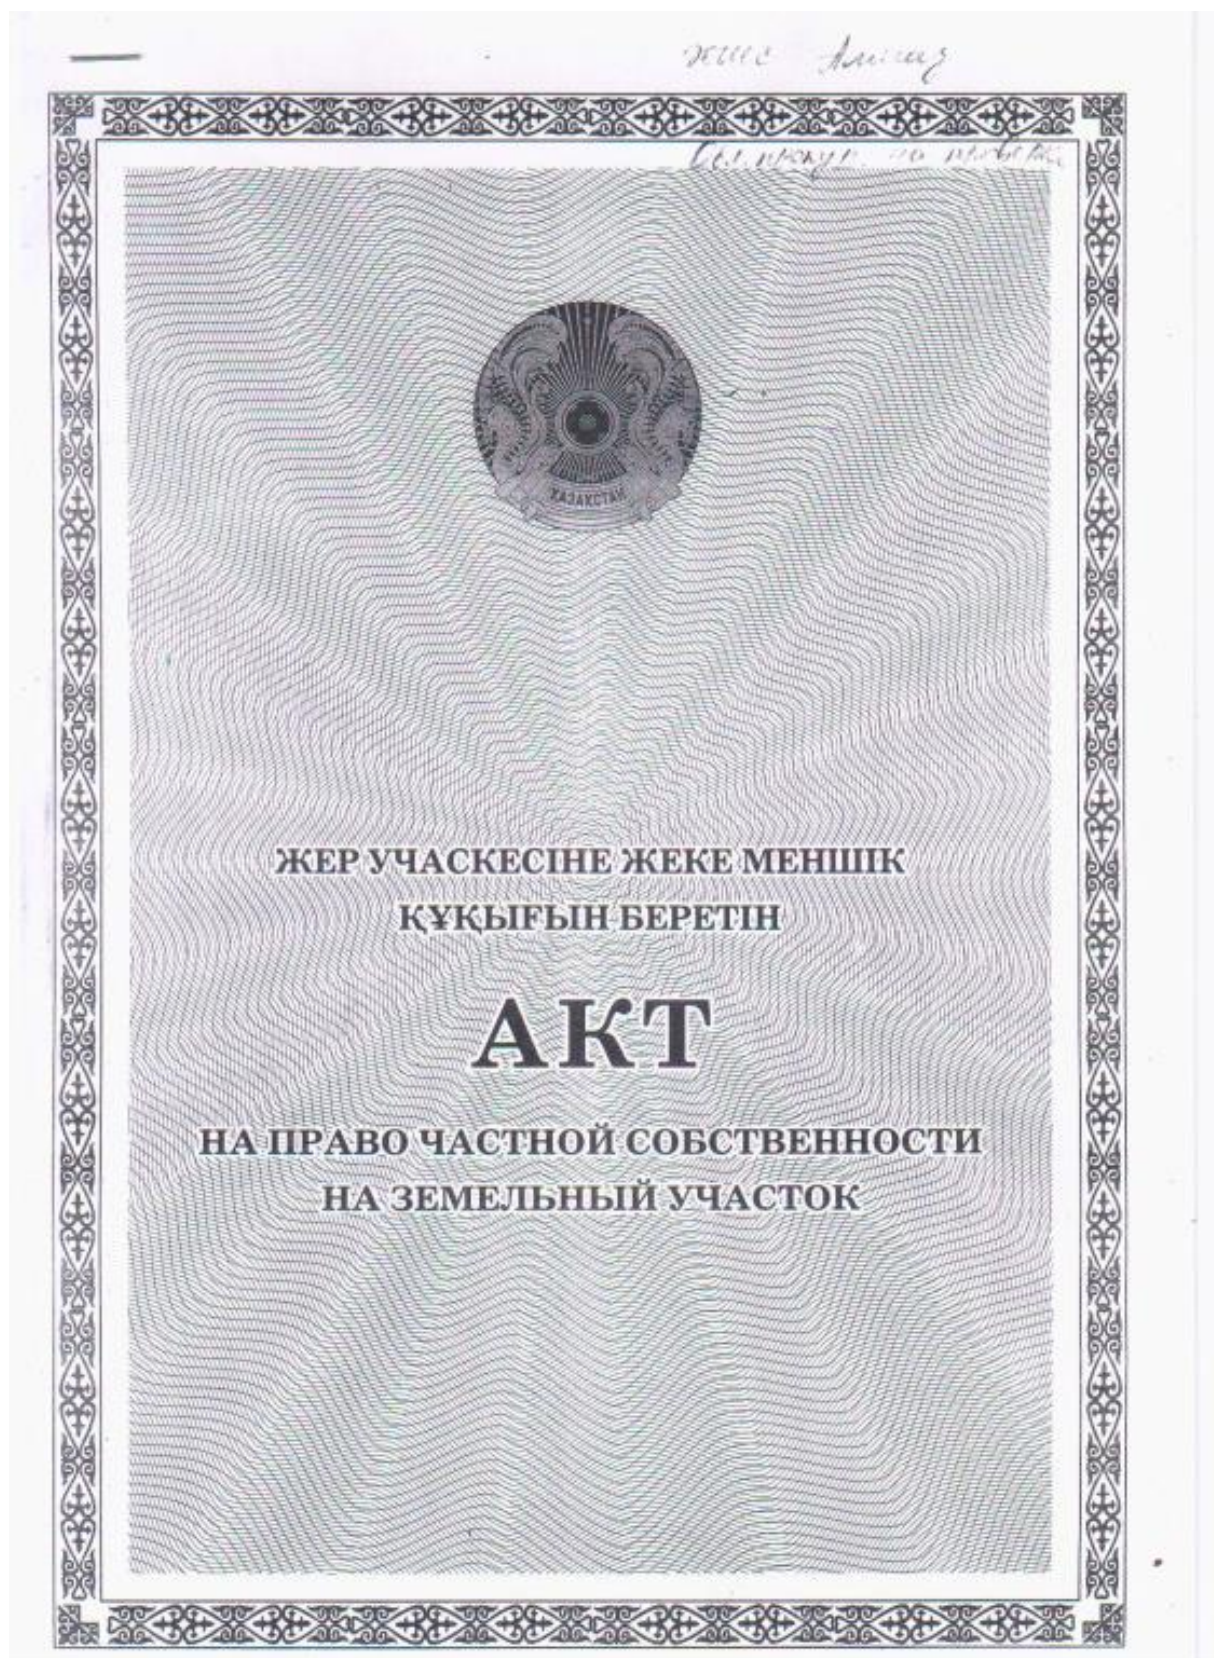 ҚАЗАҚСТАН
ЖЕР УЧАСКЕСІНЕ ЖЕКЕ МЕНШІК
ҚҰҚЫҒЫН БЕРЕТІН
АКТ
НА ПРАВО ЧАСТНОЙ СОБСТВЕННОСТИ
НА ЗЕМЕЛЬНЫЙ УЧАСТОК